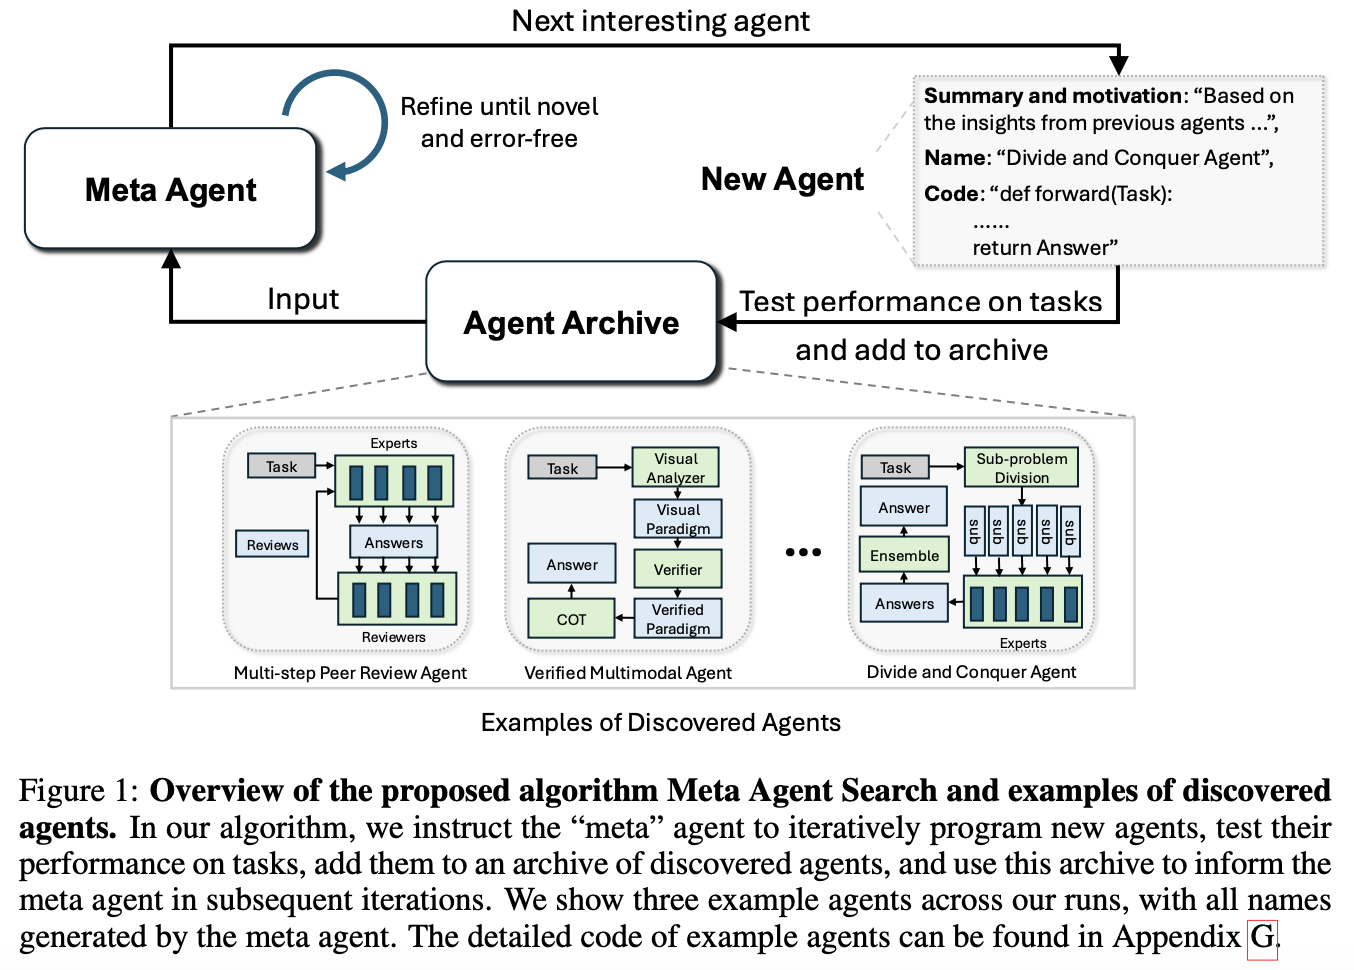 Next interesting agent
Refine until novel
and error-free
Meta Agent
New Agent
Summary and motivation: “Based on
the insights from previous agents ...”,
Name: “Divide and Conquer Agent”,
Code: “def forward(Task):
......
return Answer”
Input
Agent Archive
Test performance on tasks
and add to archive
Experts
Task
Answers
Reviews
Reviewers
Multi-step Peer Review Agent
Task
Visual
Analyzer
Visual
Paradigm
Verifier
Verified
Paradigm
COT
Answer
Verified Multimodal Agent
...
Task
Sub-problem
Division
sub
sub
sub
sub
sub
Experts
Answers
Ensemble
Answer
Divide and Conquer Agent
Examples of Discovered Agents
Figure 1: Overview of the proposed algorithm Meta Agent Search and examples of discovered
agents. In our algorithm, we instruct the “meta” agent to iteratively program new agents, test their
performance on tasks, add them to an archive of discovered agents, and use this archive to inform the
meta agent in subsequent iterations. We show three example agents across our runs, with all names
generated by the meta agent. The detailed code of example agents can be found in Appendix G.